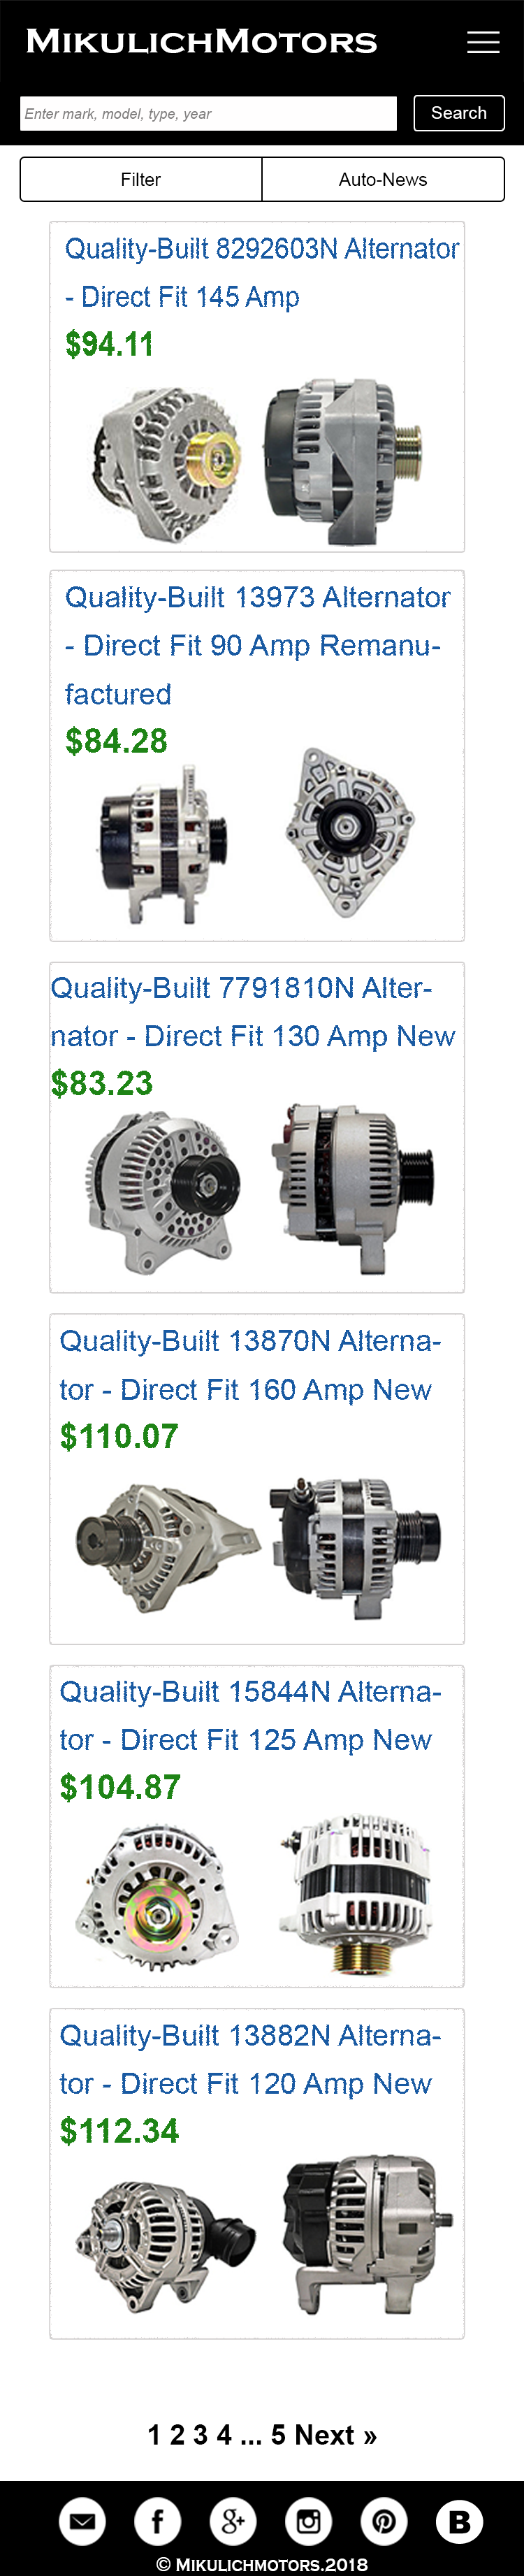 MikulichMotors
Enter mark, model, type, year
Search
Filter
Auto-News
Quality-Built 8292603N Alternator
- Direct Fit 145 Amp
$94.11
Quality-Built 13973 Alternator
- Direct Fit 90 Amp Remanu-
factured
$84.28
Quality-Built 7791810N Alter-
nator - Direct Fit 130 Amp New
$83.23
Quality-Built 13870N Alterna-
tor - Direct Fit 160 Amp New
$110.07
Quality-Built 15844N Alterna-
tor - Direct Fit 125 Amp New
$104.87
Quality-Built 13882N Alterna-
tor - Direct Fit 120 Amp New
$112.34
1 2 3 4 ... 5 Next »
f g+ B
© Mikulichmotors.2018